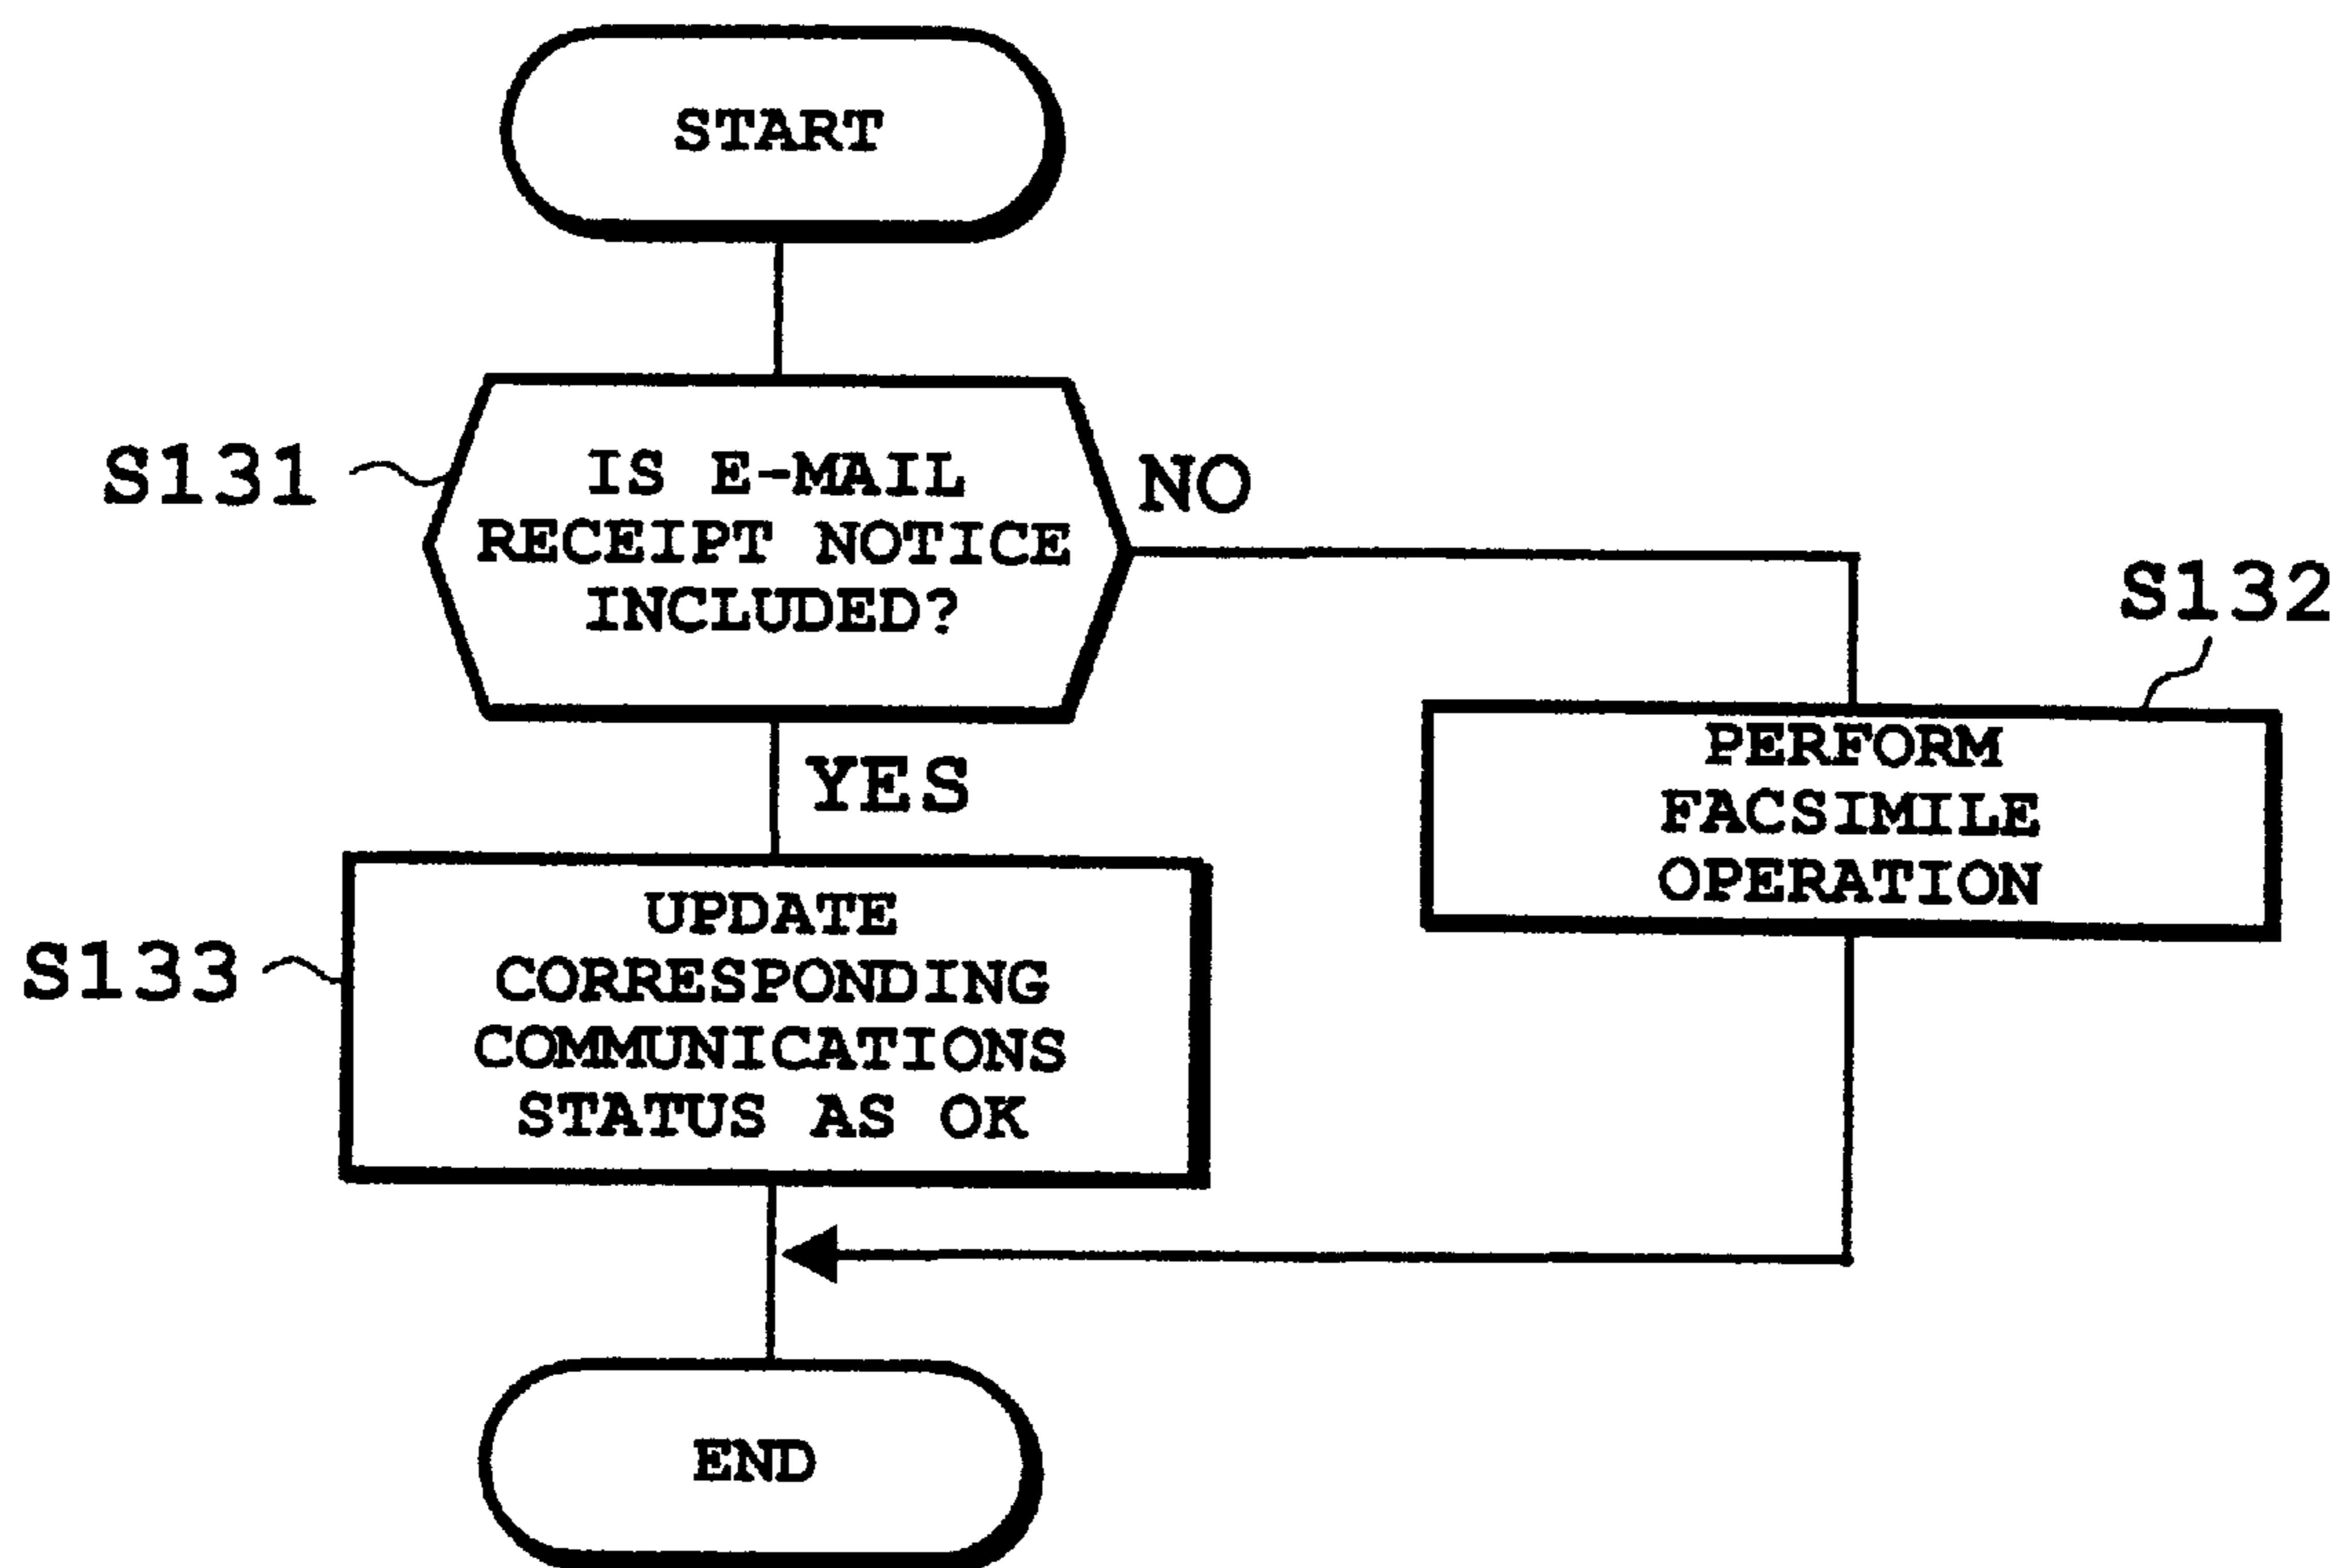 START
S131
IS E-MAIL
RECEIPT NOTICE
INCLUDED?
NO
S132
PERFORM
FACSIMILE
OPERATION
YES
S133
UPDATE
CORRESPONDING
COMMUNICATIONS
STATUS AS OK
END